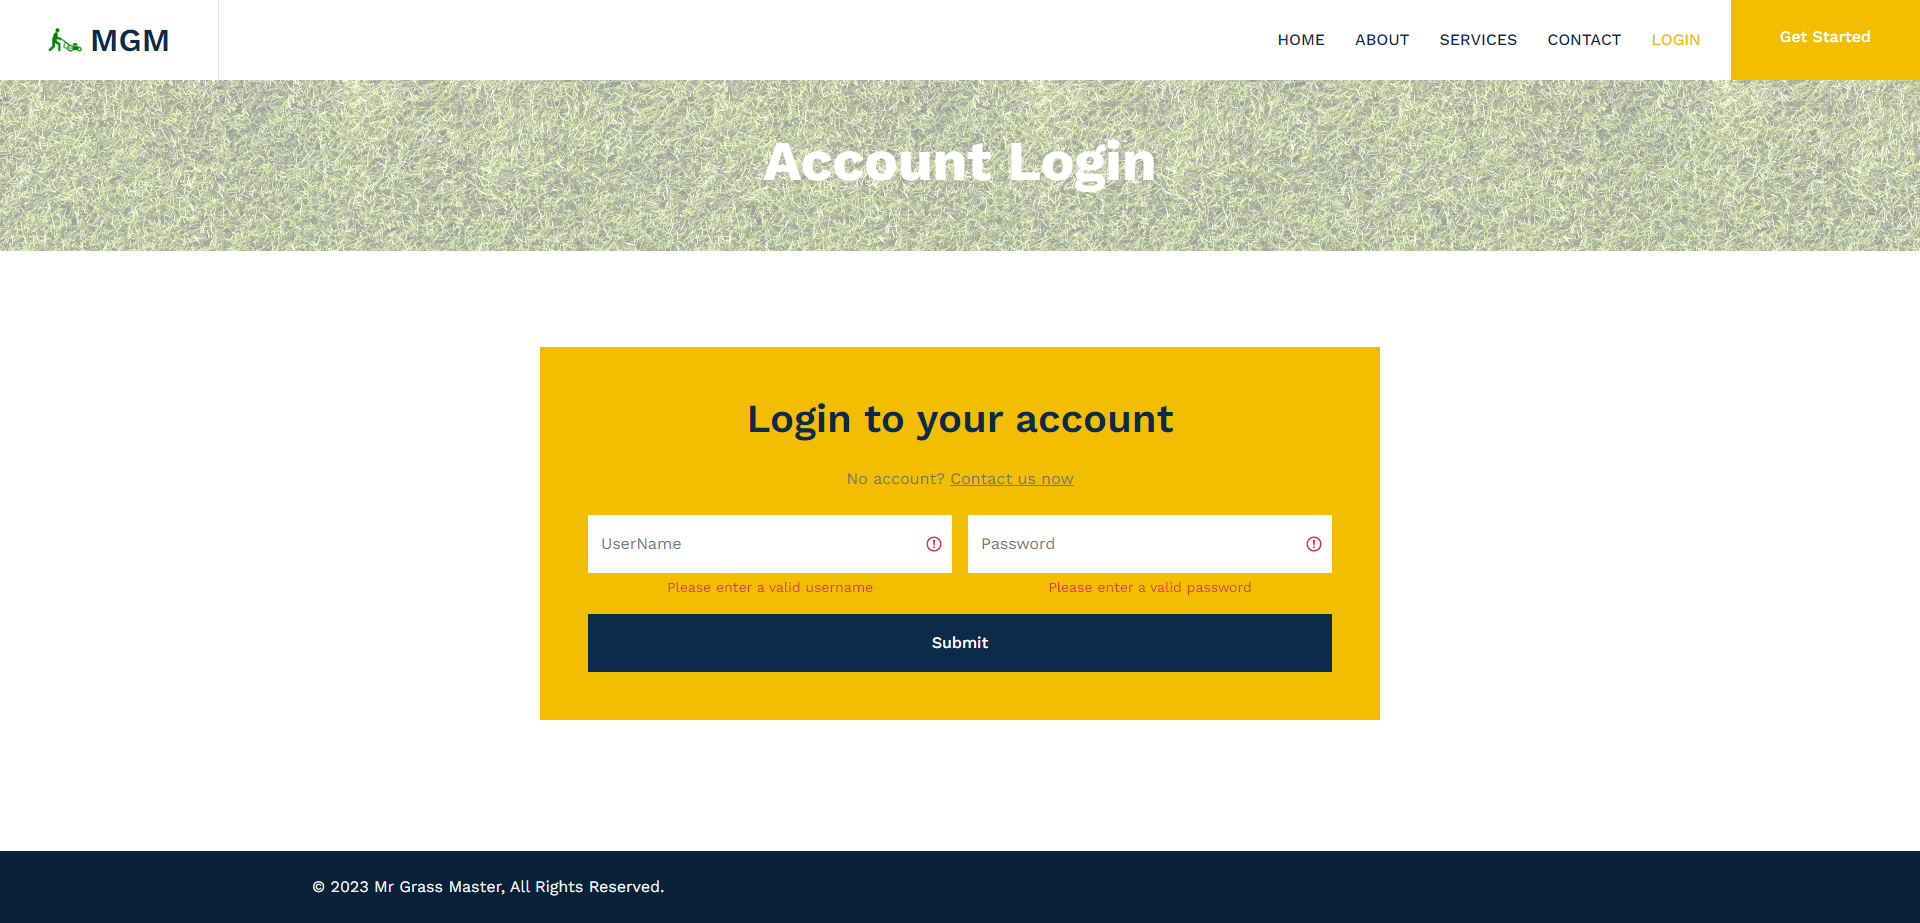 MGM
HOME ABOUT SERVICES CONTACT LOGIN Get Started
Account Login
Login to your account
No account? Contact us now
UserName Password
Please enter a valid username Please enter a valid password
Submit
© 2023 Mr Grass Master, All Rights Reserved.